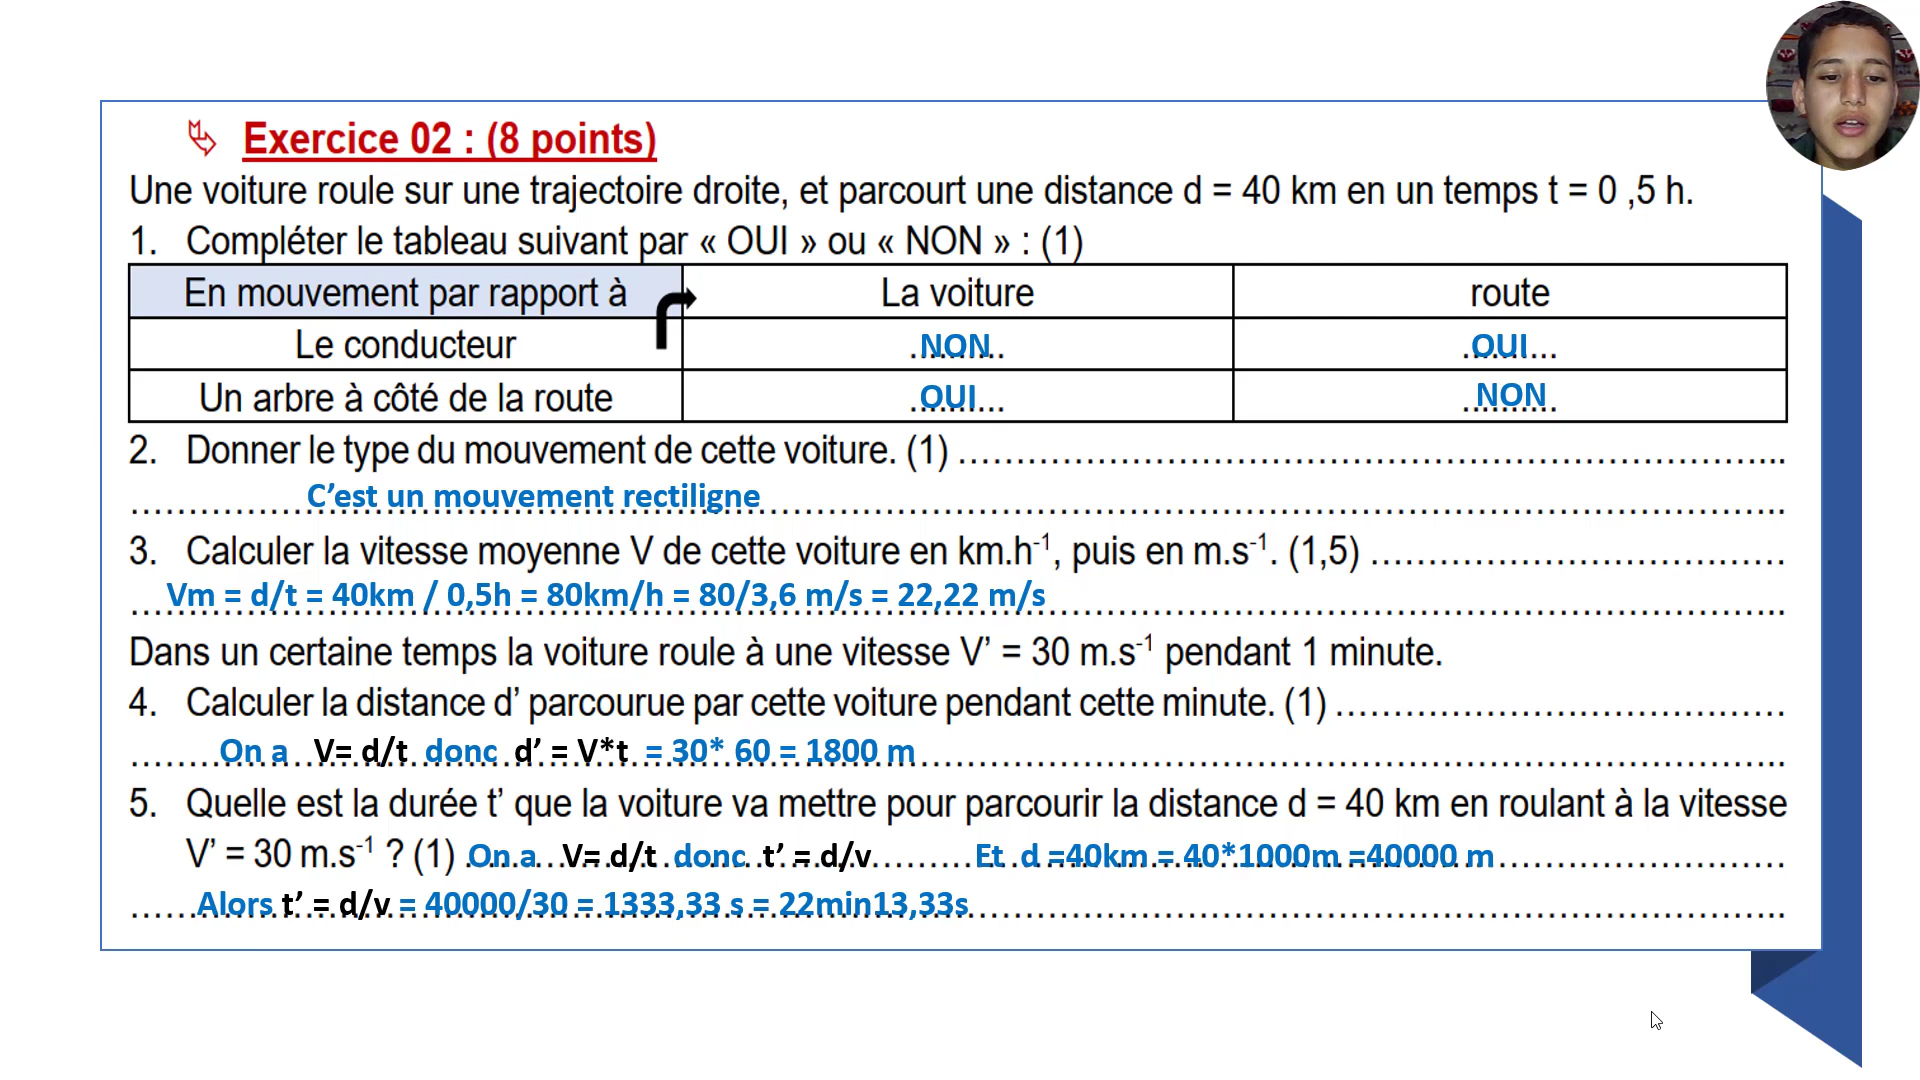 Exercice 02 : (8 points)
Une voiture roule sur une trajectoire droite, et parcourt une distance d = 40 km en un temps t = 0 ,5 h.
1. Compléter le tableau suivant par « OUI » ou « NON » : (1)
En mouvement par rapport à La voiture route
Le conducteur NON OUI
Un arbre à côté de la route OUI NON
2. Donner le type du mouvement de cette voiture. (1)
C’est un mouvement rectiligne
3. Calculer la vitesse moyenne V de cette voiture en km.h-1, puis en m.s-1. (1,5)
Vm = d/t = 40km / 0,5h = 80km/h = 80/3,6 m/s = 22,22 m/s
Dans un certaine temps la voiture roule à une vitesse V’ = 30 m.s-1 pendant 1 minute.
4. Calculer la distance d’ parcourue par cette voiture pendant cette minute. (1)
On a V= d/t donc d’ = V*t = 30* 60 = 1800 m
5. Quelle est la durée t’ que la voiture va mettre pour parcourir la distance d = 40 km en roulant à la vitesse
V’ = 30 m.s-1 ? (1) On a V= d/t donc t’ = d/v Et d =40km = 40*1000m =40000 m
Alors t’ = d/v = 40000/30 = 1333,33 s = 22min13,33s